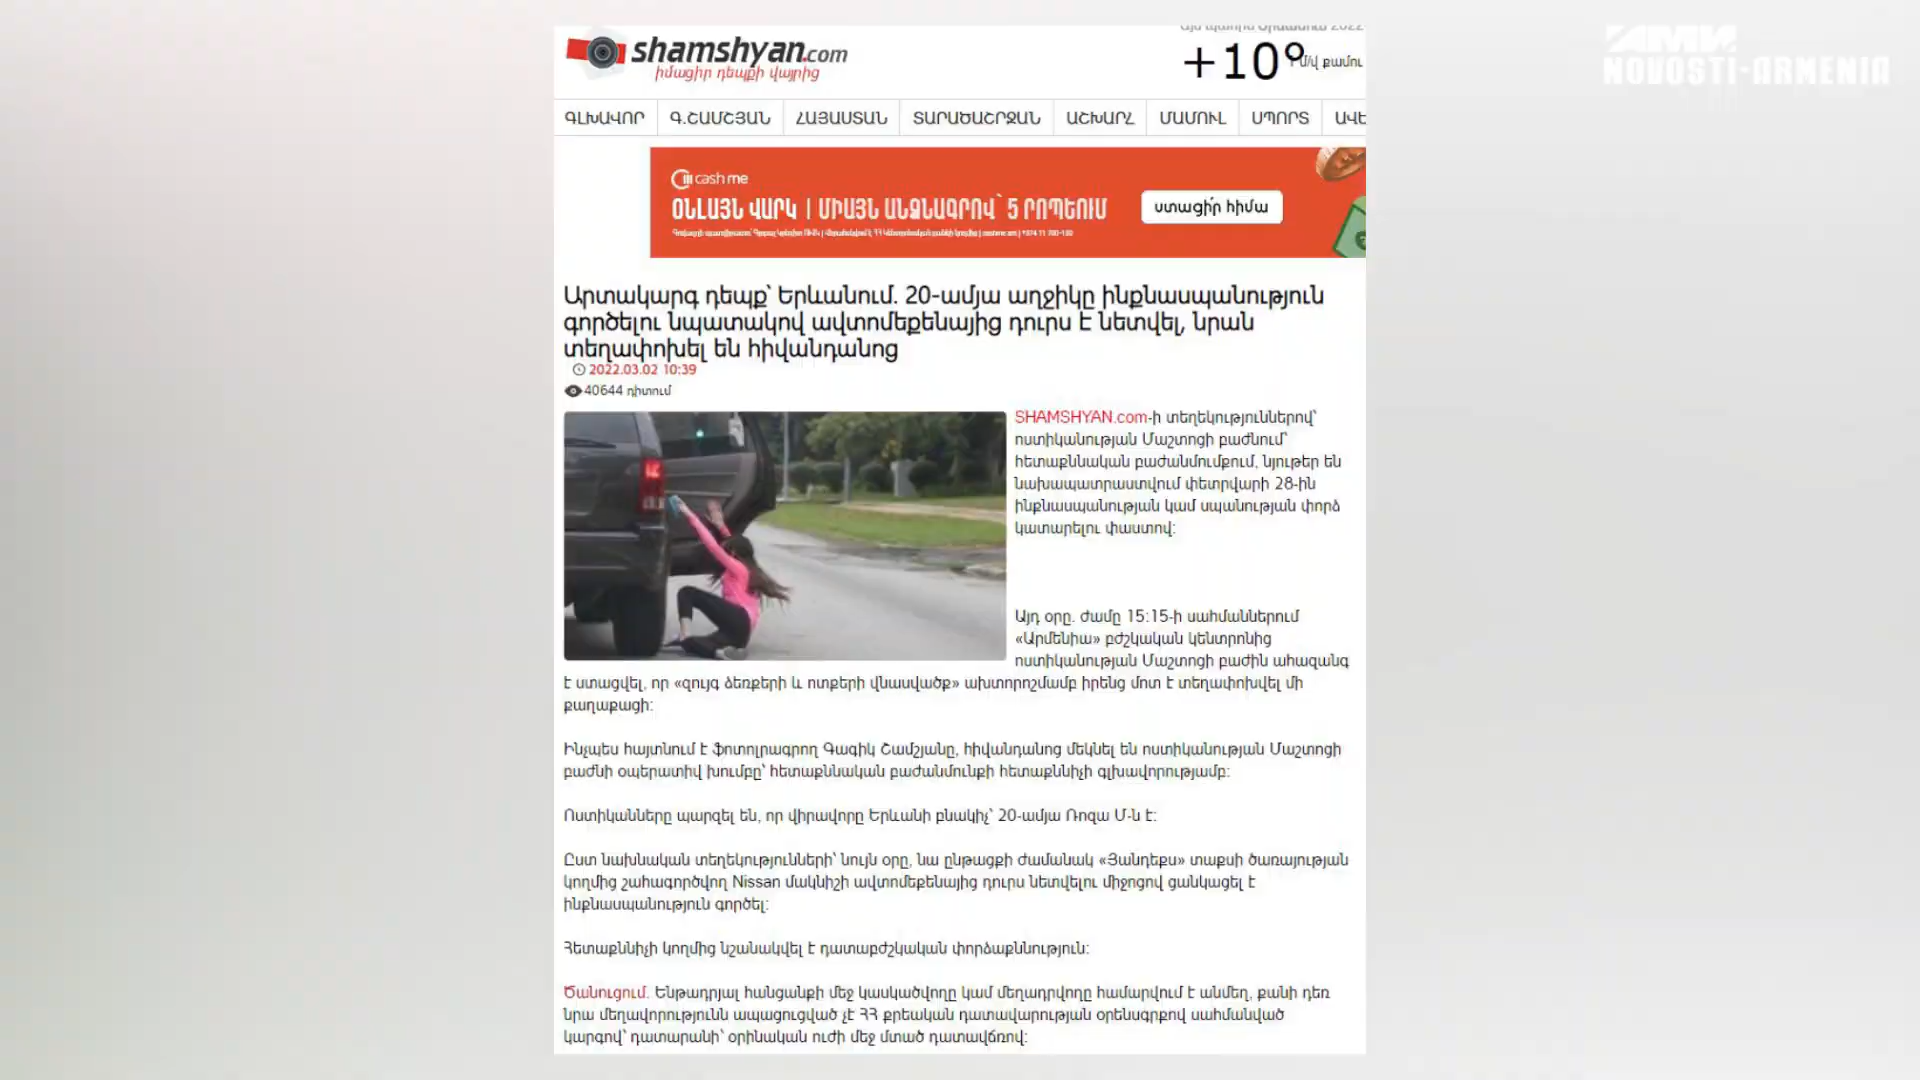 shamshyan.com
իմացիր դեպքի վայրից
+10°
մ/վ քամու
АМИ
NOVOSTI-ARMENIA
ԳԼԽԱՎՈՐ
Գ.ՇԱՄՇՅԱՆ
ՀԱՅԱՍՏԱՆ
ՏԱՐԱԾԱՇՐՋԱՆ
ԱՇԽԱՐՀ
ՄԱՄՈՒԼ
ՍՊՈՐՏ
ԱՎԵ
cash me
ՕՆԼԱՅՆ ՎԱՐԿ | ՄԻԱՅՆ ԱՆՁՆԱԳՐՈՎ՝ 5 ՐՈՊԵՈՒՄ
ստացի՛ր հիմա
Արտակարգ դեպք՝ Երևանում. 20-ամյա աղջիկը ինքնասպանություն
գործելու նպատակով ավտոմեքենայից դուրս է նետվել, նրան
տեղափոխել են հիվանդանոց
2022.03.02 10:39
40644 դիտում
SHAMSHYAN.com-ի տեղեկություններով՝
ոստիկանության Մաշտոցի բաժնում՝
հետաքննական բաժանմումքում, նյութեր են
նախապատրաստվում փետրվարի 28-ին
ինքնասպանության կամ սպանության փորձ
կատարելու փաստով:
Այդ օրը. ժամը 15:15-ի սահմաններում
«Արմենիա» բժշկական կենտրոնից
ոստիկանության Մաշտոցի բաժին ահազանգ
է ստացվել, որ «զույգ ձեռքերի և ոտքերի վնասվածք» ախտորոշմամբ իրենց մոտ է տեղափոխվել մի
քաղաքացի:
Ինչպես հայտնում է ֆոտոլրագրող Գագիկ Շամշյանը, հիվանդանոց մեկնել են ոստիկանության Մաշտոցի
բաժնի օպերատիվ խումբը՝ հետաքննական բաժանմունքի հետաքննիչի գլխավորությամբ:
Ոստիկանները պարզել են, որ վիրավորը Երևանի բնակիչ՝ 20-ամյա Ռոզա Մ-ն է:
Ըստ նախնական տեղեկությունների՝ նույն օրը, նա ընթացքի ժամանակ «Յանդեքս» տաքսի ծառայության
կողմից շահագործվող Nissan մակնիշի ավտոմեքենայից դուրս նետվելու միջոցով ցանկացել է
ինքնասպանություն գործել:
Հետաքննիչի կողմից նշանակվել է դատաբժշկական փորձաքննություն:
Ծանուցում. Ենթադրյալ հանցանքի մեջ կասկածվողը կամ մեղադրվողը համարվում է անմեղ, քանի դեռ
նրա մեղավորությունն ապացուցված չէ ՀՀ քրեական դատավարության օրենսգրքով սահմանված
կարգով՝ դատարանի՝ օրինական ուժի մեջ մտած դատավճռով: